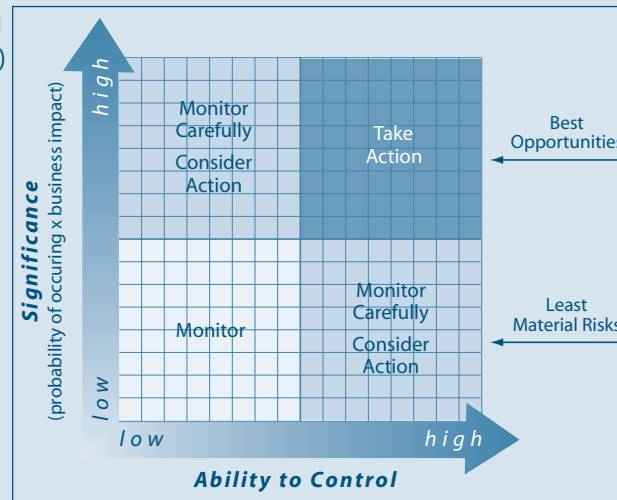 )
Significance
(probability of occuring x business impact)
high
low
Monitor
Carefully
Consider
Action
Take
Action
Monitor
Monitor
Carefully
Consider
Action
Best
Opportunities
Least
Material Risks
low
high
Ability to Control